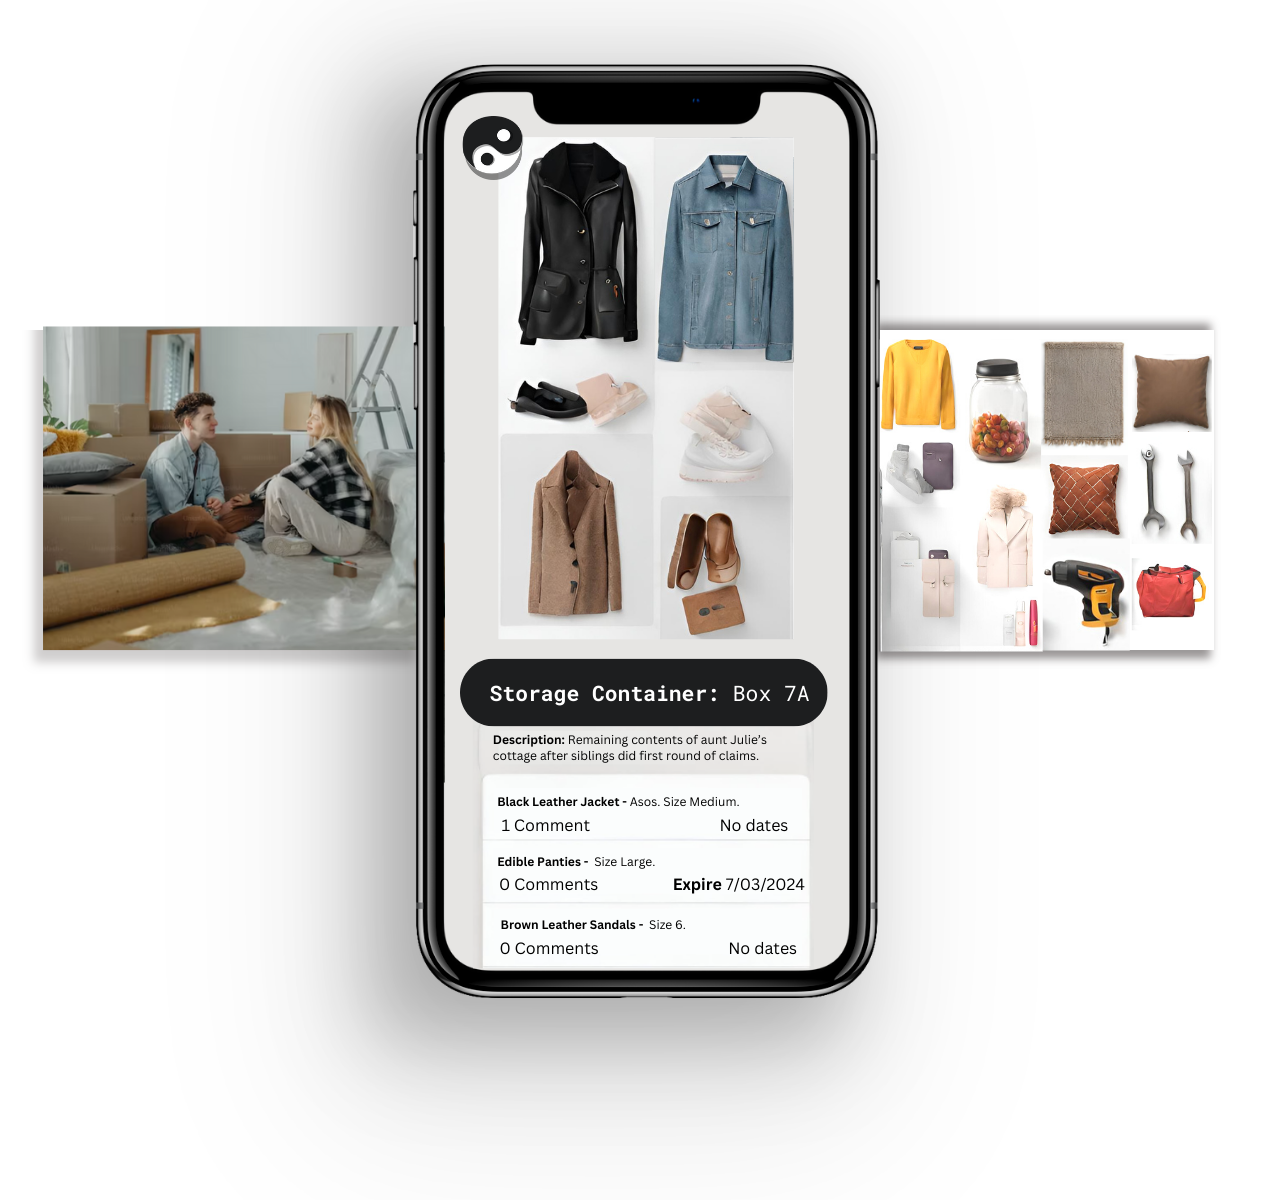 Storage Container: Box 7A
Description: Remaining contents of aunt Julie's
cottage after siblings did first round of claims.
Black Leather Jacket - Asos. Size Medium.
1 Comment No dates
Edible Panties - Size Large.
0 Comments Expire 7/03/2024
Brown Leather Sandals - Size 6.
0 Comments No dates